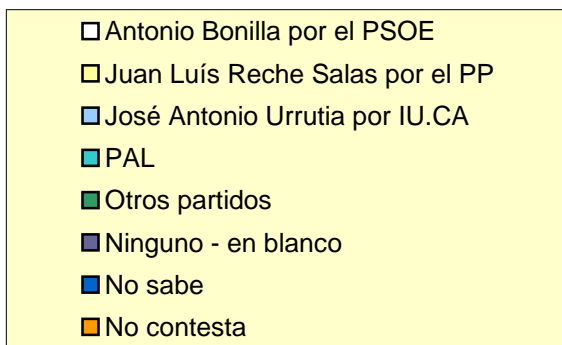 Antonio Bonilla por el PSOE
Juan Luís Reche Salas por el PP
José Antonio Urrutia por IU.CA
PAL
Otros partidos
Ninguno - en blanco
No sabe
No contesta